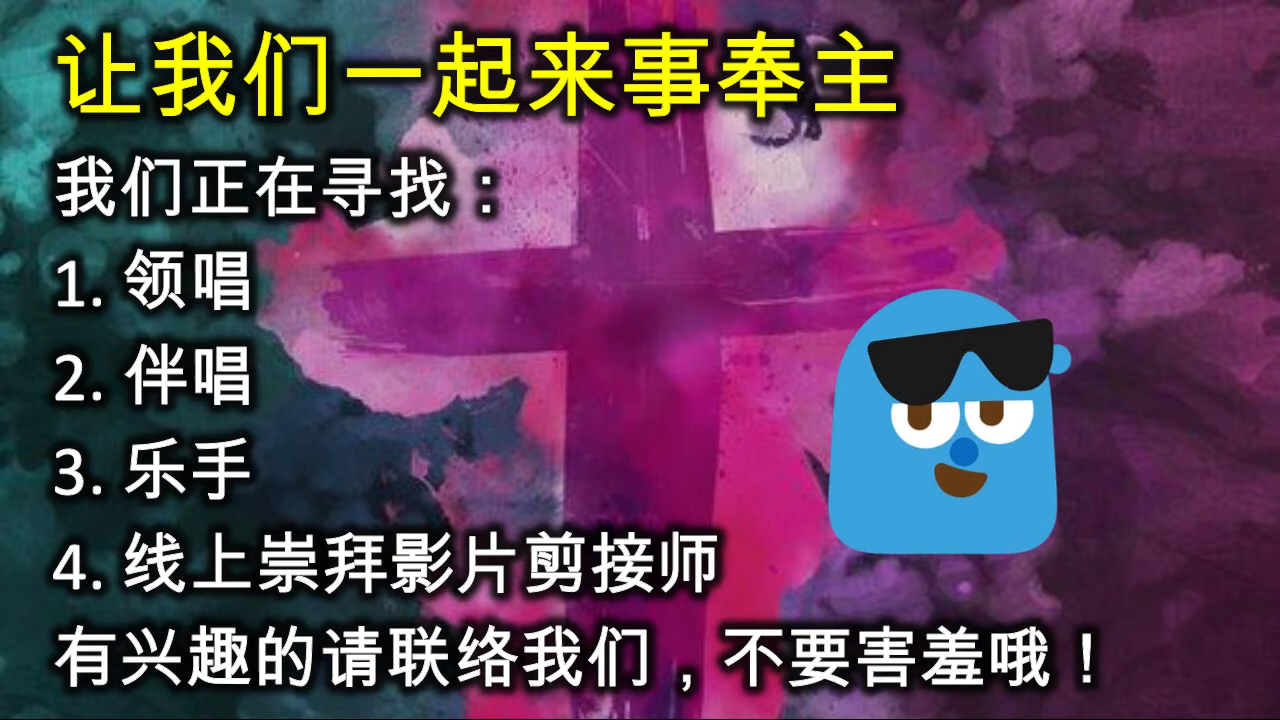 让我们一起来事奉主
我们正在寻找：
1. 领唱
2. 伴唱
3. 乐手
4. 线上崇拜影片剪接师
有兴趣的请联络我们，不要害羞哦！